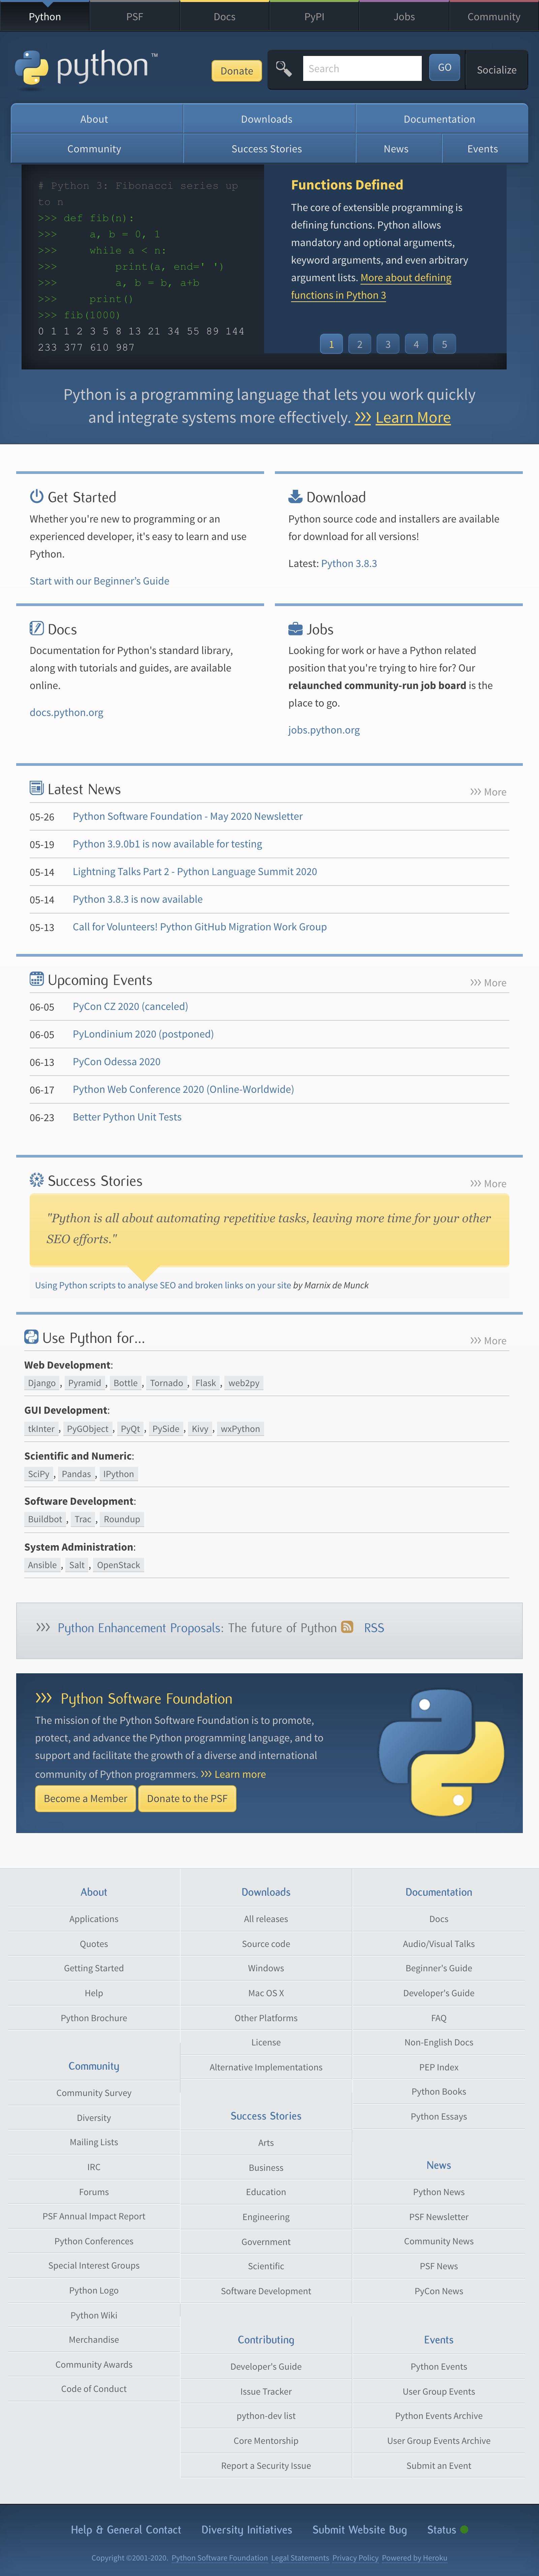 Python PSF Docs PyPI Jobs Community
python™ Donate Search GO Socialize
About Downloads Documentation
Community Success Stories News Events
# Python 3: Fibonacci series up
to n
>>> def fib(n):
>>>     a, b = 0, 1
>>>     while a < n:
>>>         print(a, end=' ')
>>>         a, b = b, a+b
>>>     print()
>>> fib(1000)
0 1 1 2 3 5 8 13 21 34 55 89 144
233 377 610 987
Functions Defined
The core of extensible programming is
defining functions. Python allows
mandatory and optional arguments,
keyword arguments, and even arbitrary
argument lists. More about defining
functions in Python 3
1 2 3 4 5
Python is a programming language that lets you work quickly
and integrate systems more effectively. >>> Learn More
Get Started
Whether you're new to programming or an
experienced developer, it's easy to learn and use
Python.
Start with our Beginner's Guide
Download
Python source code and installers are available
for download for all versions!
Latest: Python 3.8.3
Docs
Documentation for Python's standard library,
along with tutorials and guides, are available
online.
docs.python.org
Jobs
Looking for work or have a Python related
position that you're trying to hire for? Our
relaunched community-run job board is the
place to go.
jobs.python.org
Latest News >>> More
05-26 Python Software Foundation - May 2020 Newsletter
05-19 Python 3.9.0b1 is now available for testing
05-14 Lightning Talks Part 2 - Python Language Summit 2020
05-14 Python 3.8.3 is now available
05-13 Call for Volunteers! Python GitHub Migration Work Group
Upcoming Events >>> More
06-05 PyCon CZ 2020 (canceled)
06-05 PyLondinium 2020 (postponed)
06-13 PyCon Odessa 2020
06-17 Python Web Conference 2020 (Online-Worldwide)
06-23 Better Python Unit Tests
Success Stories >>> More
"Python is all about automating repetitive tasks, leaving more time for your other
SEO efforts."
Using Python scripts to analyse SEO and broken links on your site by Marnix de Munck
Use Python for… >>> More
Web Development:
Django, Pyramid, Bottle, Tornado, Flask, web2py
GUI Development:
tkInter, PyGObject, PyQt, PySide, Kivy, wxPython
Scientific and Numeric:
SciPy, Pandas, IPython
Software Development:
Buildbot, Trac, Roundup
System Administration:
Ansible, Salt, OpenStack
>>> Python Enhancement Proposals: The future of Python RSS
>>> Python Software Foundation
The mission of the Python Software Foundation is to promote,
protect, and advance the Python programming language, and to
support and facilitate the growth of a diverse and international
community of Python programmers. >>> Learn more
Become a Member Donate to the PSF
About
Applications
Quotes
Getting Started
Help
Python Brochure
Community
Community Survey
Diversity
Mailing Lists
IRC
Forums
PSF Annual Impact Report
Python Conferences
Special Interest Groups
Python Logo
Python Wiki
Merchandise
Community Awards
Code of Conduct
Downloads
All releases
Source code
Windows
Mac OS X
Other Platforms
License
Alternative Implementations
Success Stories
Arts
Business
Education
Engineering
Government
Scientific
Software Development
Contributing
Developer's Guide
Issue Tracker
python-dev list
Core Mentorship
Report a Security Issue
Documentation
Docs
Audio/Visual Talks
Beginner's Guide
Developer's Guide
FAQ
Non-English Docs
PEP Index
Python Books
Python Essays
News
Python News
PSF Newsletter
Community News
PSF News
PyCon News
Events
Python Events
User Group Events
Python Events Archive
User Group Events Archive
Submit an Event
Help & General Contact Diversity Initiatives Submit Website Bug Status
Copyright ©2001-2020. Python Software Foundation Legal Statements Privacy Policy Powered by Heroku